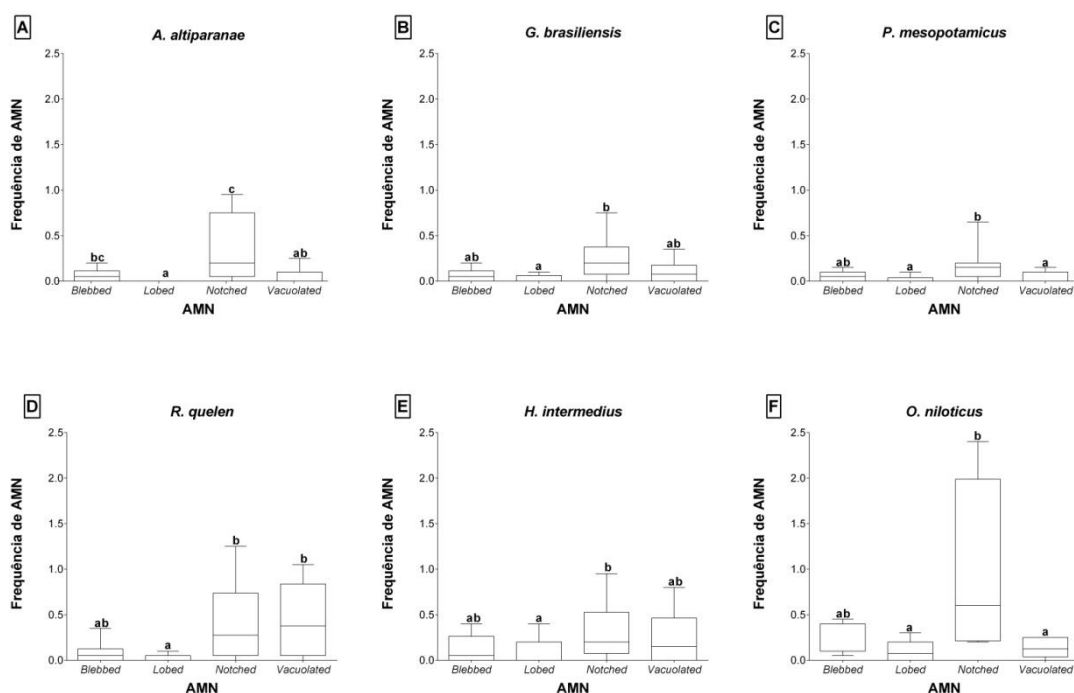 A
A. altiparanae
Frequência de AMN
2.5
2.0
1.5
1.0
0.5
0.0
bc
a
c
ab
Blebbed Lobed Notched Vacuolated
AMN
B
G. brasiliensis
Frequência de AMN
2.5
2.0
1.5
1.0
0.5
0.0
ab
a
b
ab
Blebbed Lobed Notched Vacuolated
AMN
C
P. mesopotamicus
Frequência de AMN
2.5
2.0
1.5
1.0
0.5
0.0
ab
a
b
a
Blebbed Lobed Notched Vacuolated
AMN
D
R. quelen
Frequência de AMN
2.5
2.0
1.5
1.0
0.5
0.0
ab
a
b
b
Blebbed Lobed Notched Vacuolated
AMN
E
H. intermedius
Frequência de AMN
2.5
2.0
1.5
1.0
0.5
0.0
ab
a
b
ab
Blebbed Lobed Notched Vacuolated
AMN
F
O. niloticus
Frequência de AMN
2.5
2.0
1.5
1.0
0.5
0.0
ab
a
b
a
Blebbed Lobed Notched Vacuolated
AMN